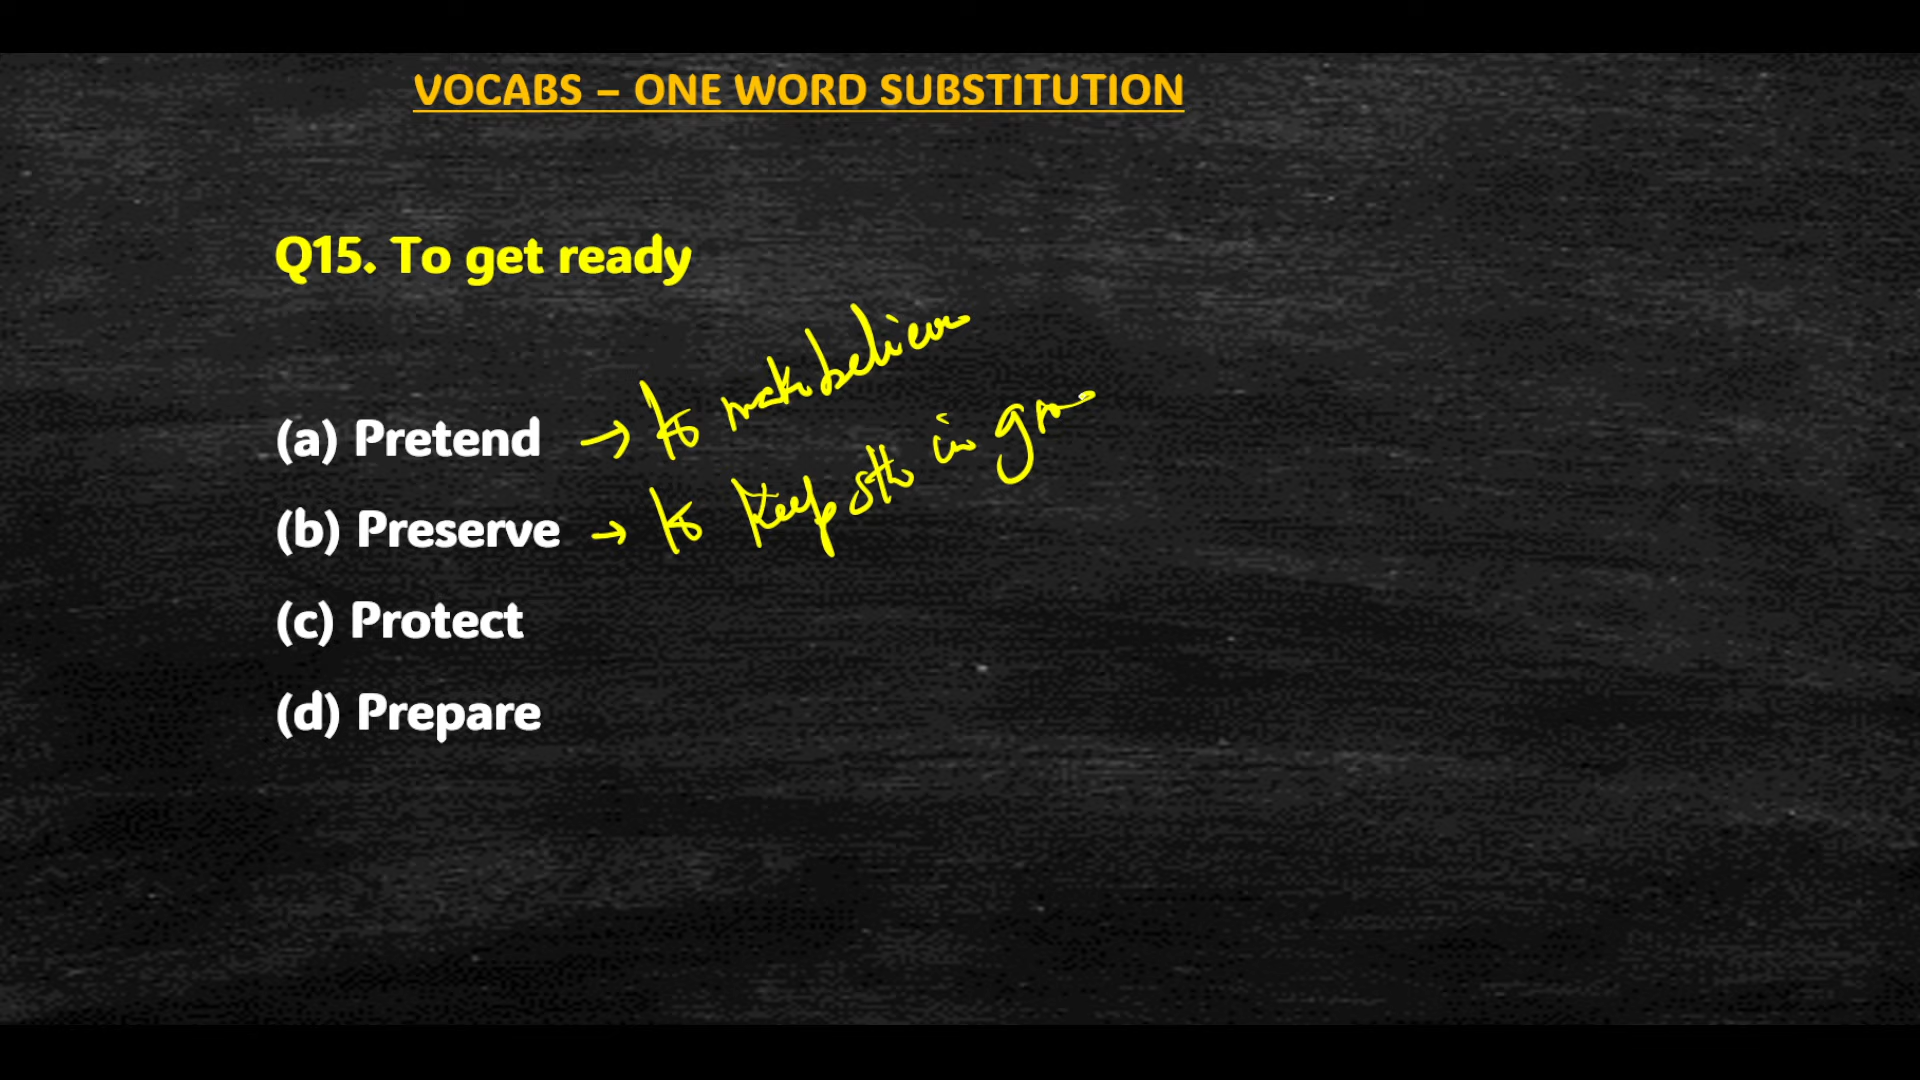 VOCABS – ONE WORD SUBSTITUTION
Q15. To get ready
(a) Pretend → to make believe
(b) Preserve → to keep sth in
(c) Protect
(d) Prepare